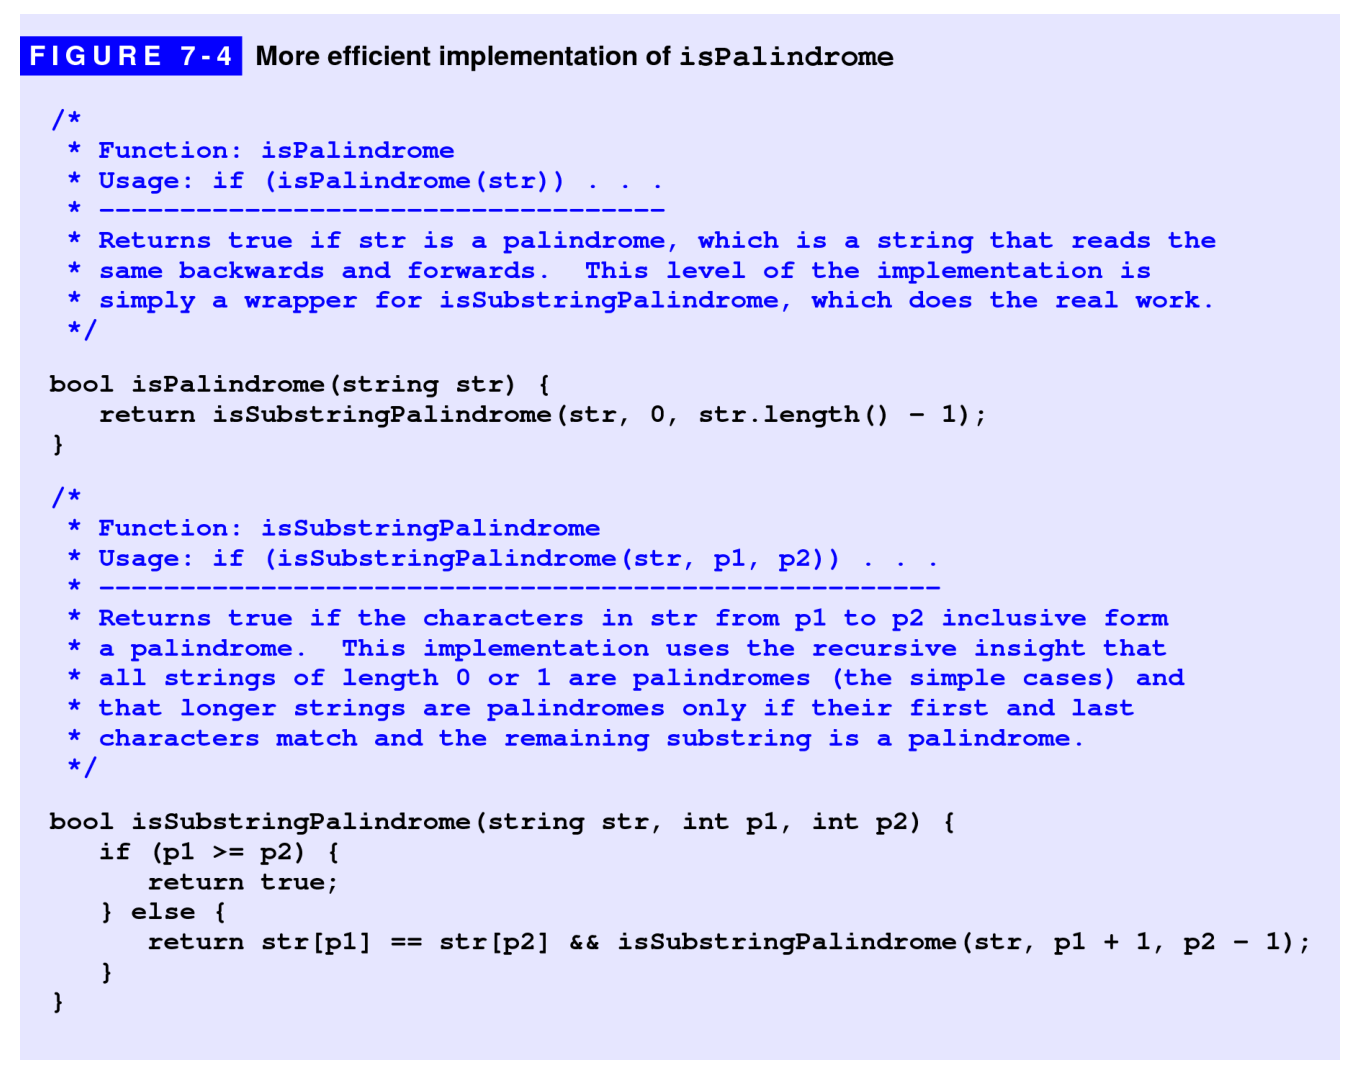 FIGURE 7-4 More efficient implementation of isPalindrome
/*
 * Function: isPalindrome
 * Usage: if (isPalindrome(str)) . . .
 * -----------------------------------
 * Returns true if str is a palindrome, which is a string that reads the
 * same backwards and forwards.  This level of the implementation is
 * simply a wrapper for isSubstringPalindrome, which does the real work.
 */
bool isPalindrome(string str) {
   return isSubstringPalindrome(str, 0, str.length() - 1);
}
/*
 * Function: isSubstringPalindrome
 * Usage: if (isSubstringPalindrome(str, p1, p2)) . . .
 * ----------------------------------------------------
 * Returns true if the characters in str from p1 to p2 inclusive form
 * a palindrome.  This implementation uses the recursive insight that
 * all strings of length 0 or 1 are palindromes (the simple cases) and
 * that longer strings are palindromes only if their first and last
 * characters match and the remaining substring is a palindrome.
 */
bool isSubstringPalindrome(string str, int p1, int p2) {
   if (p1 >= p2) {
      return true;
   } else {
      return str[p1] == str[p2] && isSubstringPalindrome(str, p1 + 1, p2 - 1);
   }
}